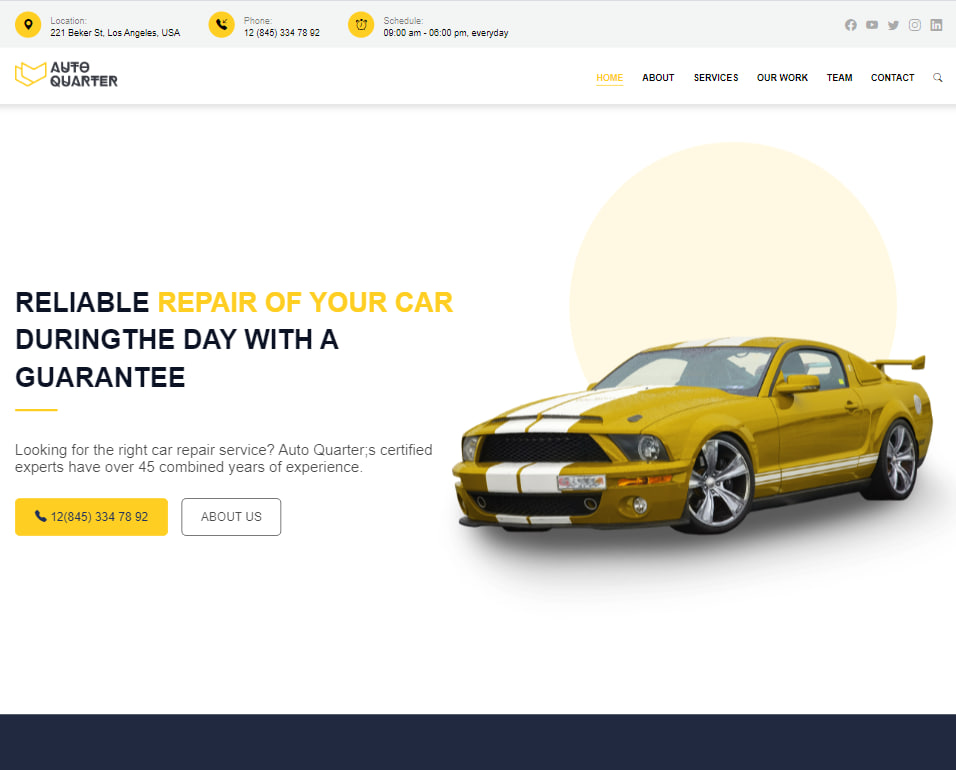 Location:
221 Beker St, Los Angeles, USA
Phone:
12 (845) 334 78 92
Schedule:
09:00 am - 06:00 pm, everyday
AUTO
QUARTER
HOME ABOUT SERVICES OUR WORK TEAM CONTACT
RELIABLE REPAIR OF YOUR CAR
DURINGTHE DAY WITH A
GUARANTEE
Looking for the right car repair service? Auto Quarter;s certified
experts have over 45 combined years of experience.
12(845) 334 78 92
ABOUT US